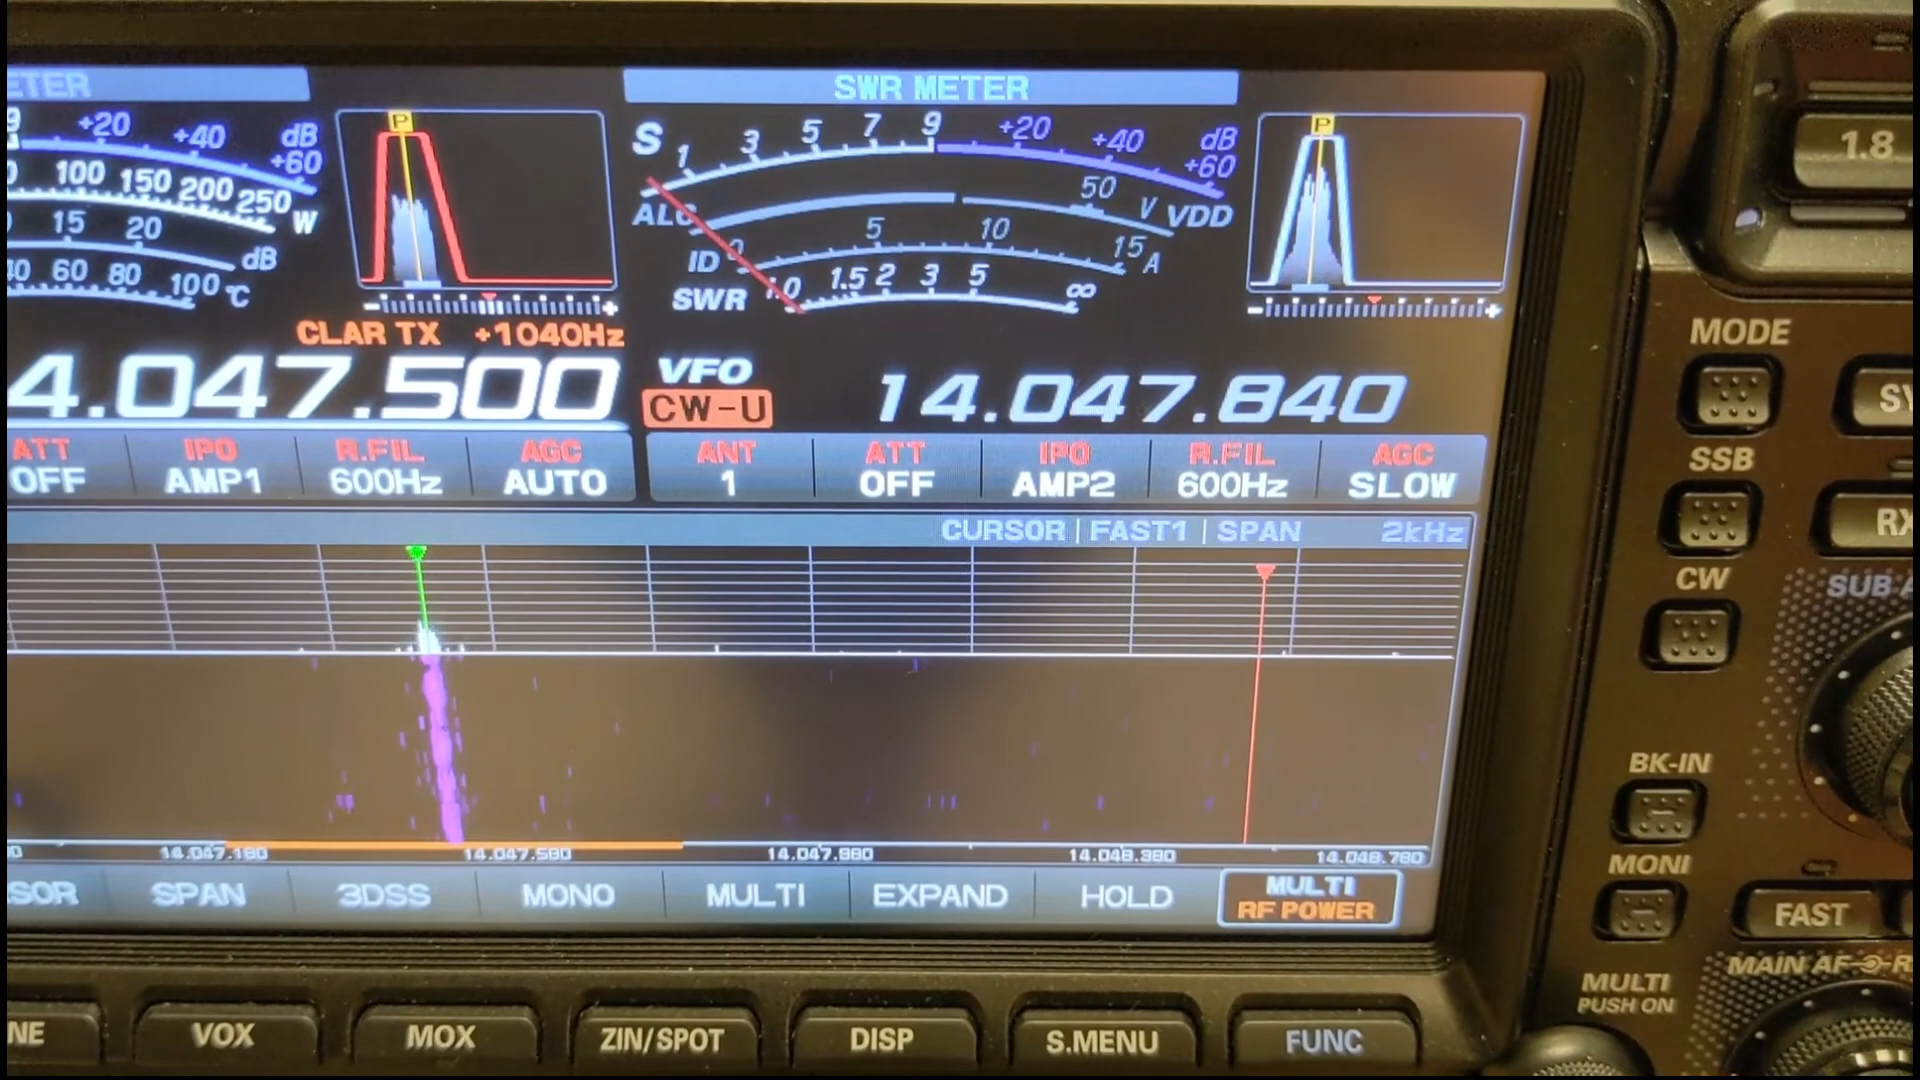 ETER
SWR METER
9 +20 +40 dB +60
100 150 200 250 W
15 20 dB
40 60 80 100 °C
P
- +
S 1 3 5 7 9 +20 +40 dB +60
ALC 50 V VDD
ID 0 5 10 15 A
SWR 1.0 1.5 2 3 5 ∞
P
- +
1.8
CLAR TX +1040Hz
4.047.500
VFO
CW-U
14.047.840
ATT IPO R.FIL AGC
OFF AMP1 600Hz AUTO
ANT ATT IPO R.FIL AGC
1 OFF AMP2 600Hz SLOW
CURSOR | FAST1 | SPAN 2kHz
14.047.180 14.047.580 14.047.980 14.048.380 14.048.780
SOR SPAN 3DSS MONO MULTI EXPAND HOLD
MULTI
RF POWER
MODE
SSB
CW
BK-IN
MONI
MULTI
PUSH ON
SY
RX
SUB A
FAST
MAIN AF
R
NE VOX MOX ZIN/SPOT DISP S.MENU FUNC